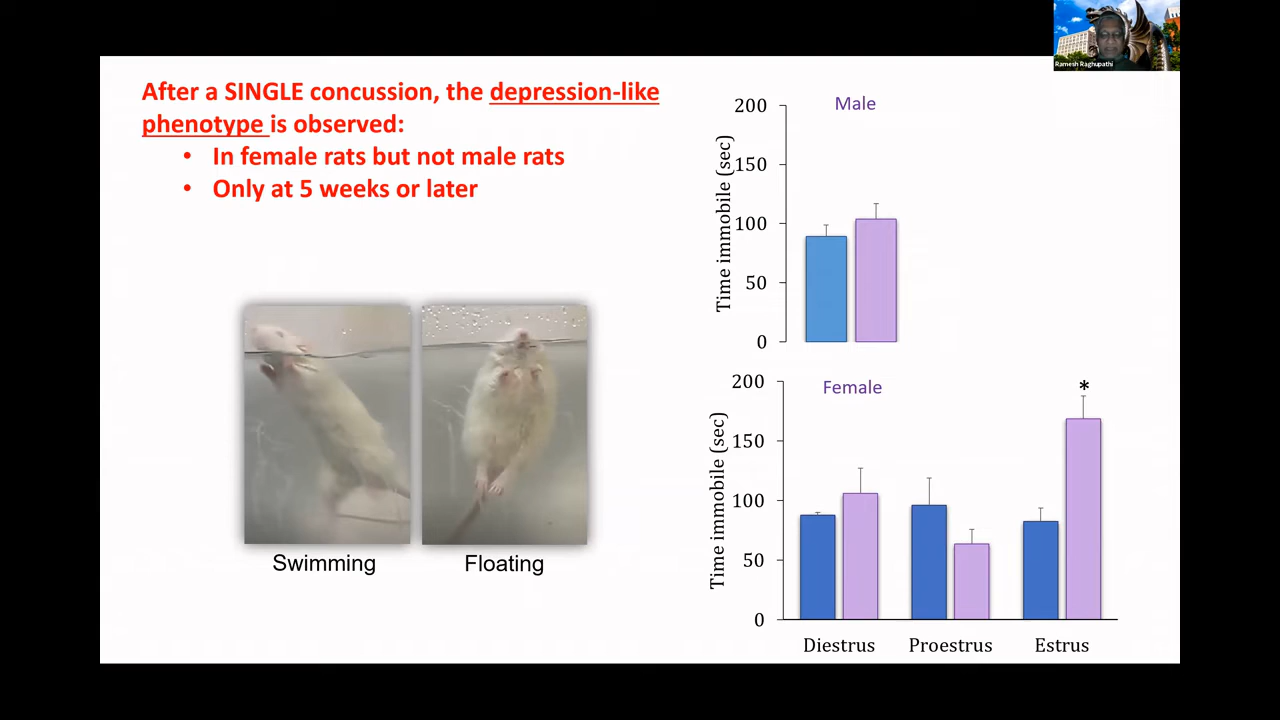 Ramesh Raghupathi
After a SINGLE concussion, the depression-like
phenotype is observed:
• In female rats but not male rats
• Only at 5 weeks or later
Swimming
Floating
Male
Time immobile (sec)
200
150
100
50
0
Female
*
Time immobile (sec)
200
150
100
50
0
Diestrus
Proestrus
Estrus